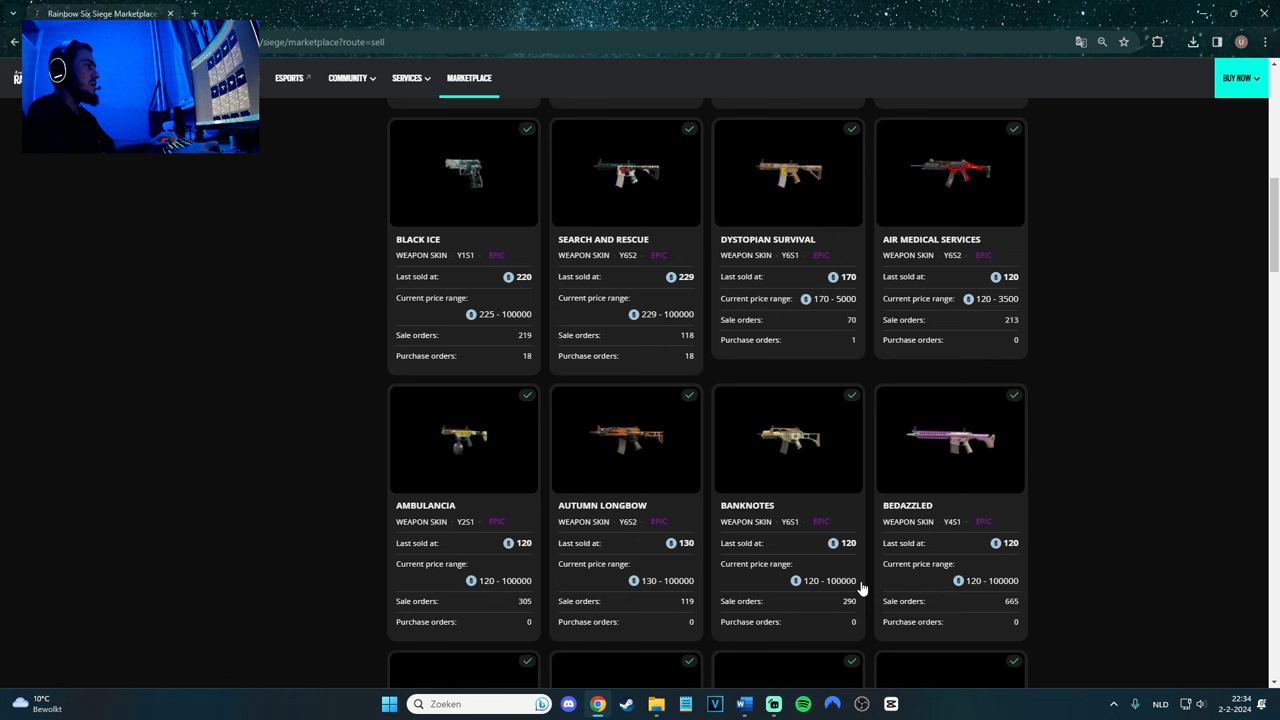 Rainbow Six Siege Marketplace
/siege/marketplace?route=sell
ESPORTS
COMMUNITY
SERVICES
MARKETPLACE
BUY NOW
BLACK ICE
WEAPON SKIN · Y1S1 · EPIC
Last sold at: 220
Current price range:
225 - 100000
Sale orders: 219
Purchase orders: 18
SEARCH AND RESCUE
WEAPON SKIN · Y6S2 · EPIC
Last sold at: 229
Current price range:
229 - 100000
Sale orders: 118
Purchase orders: 18
DYSTOPIAN SURVIVAL
WEAPON SKIN · Y6S1 · EPIC
Last sold at: 170
Current price range: 170 - 5000
Sale orders: 70
Purchase orders: 1
AIR MEDICAL SERVICES
WEAPON SKIN · Y6S2 · EPIC
Last sold at: 120
Current price range: 120 - 3500
Sale orders: 213
Purchase orders: 0
AMBULANCIA
WEAPON SKIN · Y2S1 · EPIC
Last sold at: 120
Current price range:
120 - 100000
Sale orders: 305
Purchase orders: 0
AUTUMN LONGBOW
WEAPON SKIN · Y6S2 · EPIC
Last sold at: 130
Current price range:
130 - 100000
Sale orders: 119
Purchase orders: 0
BANKNOTES
WEAPON SKIN · Y6S1 · EPIC
Last sold at: 120
Current price range:
120 - 100000
Sale orders: 290
Purchase orders: 0
BEDAZZLED
WEAPON SKIN · Y4S1 · EPIC
Last sold at: 120
Current price range:
120 - 100000
Sale orders: 665
Purchase orders: 0
10°C
Bewolkt
Zoeken
NLD
22:34
2-2-2024